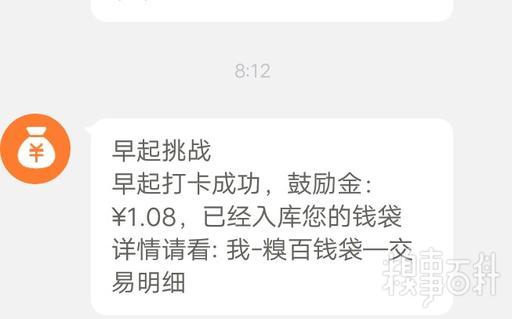 8:12
早起挑战
早起打卡成功，鼓励金：
¥1.08，已经入库您的钱袋
详情请看: 我-糗百钱袋—交
易明细
糗事百科